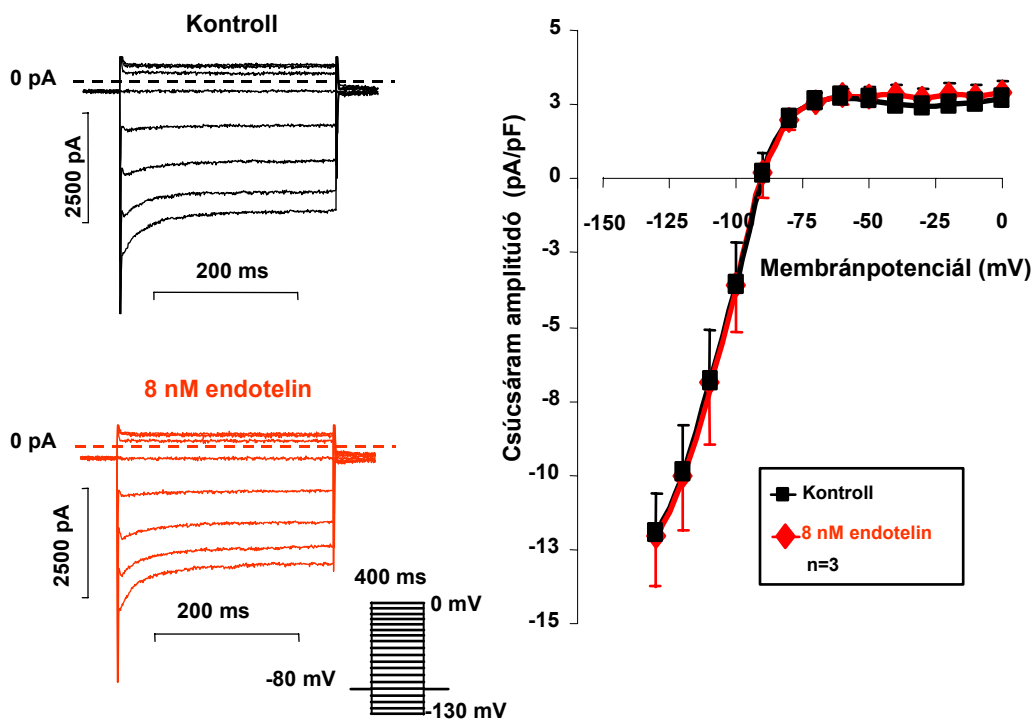 Kontroll
0 pA
2500 pA
200 ms
8 nM endotelin
0 pA
2500 pA
200 ms
400 ms
0 mV
-80 mV
-130 mV
5
3
0
-3
-5
-8
-10
-13
-15
-150
-125
-100
-75
-50
-25
0
Csúcsáram amplitúdó (pA/pF)
Membránpotenciál (mV)
Kontroll
8 nM endotelin
n=3